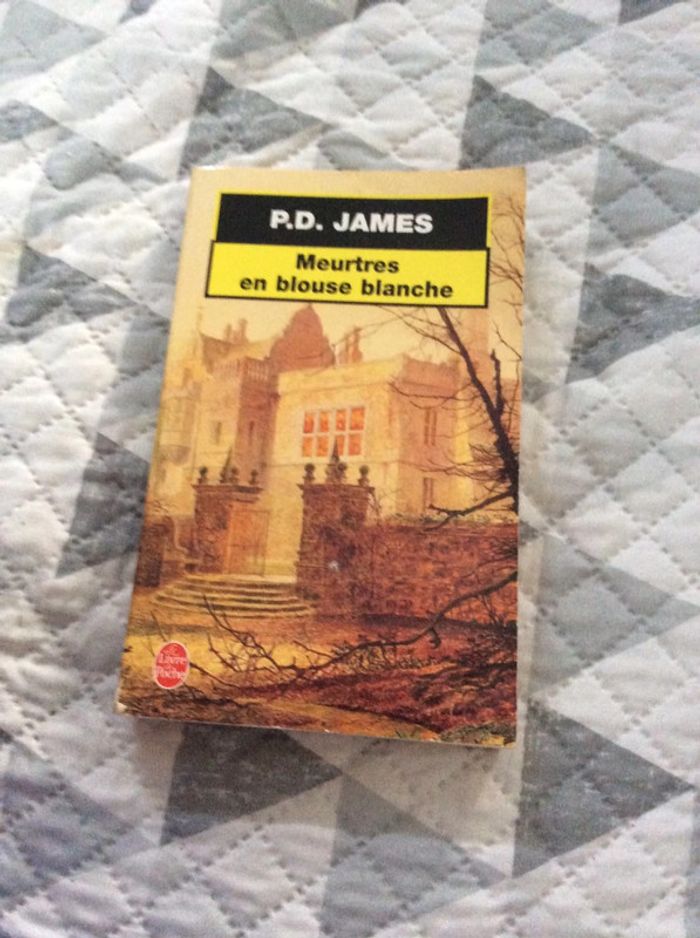 P.D. JAMES
Meurtres
en blouse blanche
Le
Livre
de
Poche